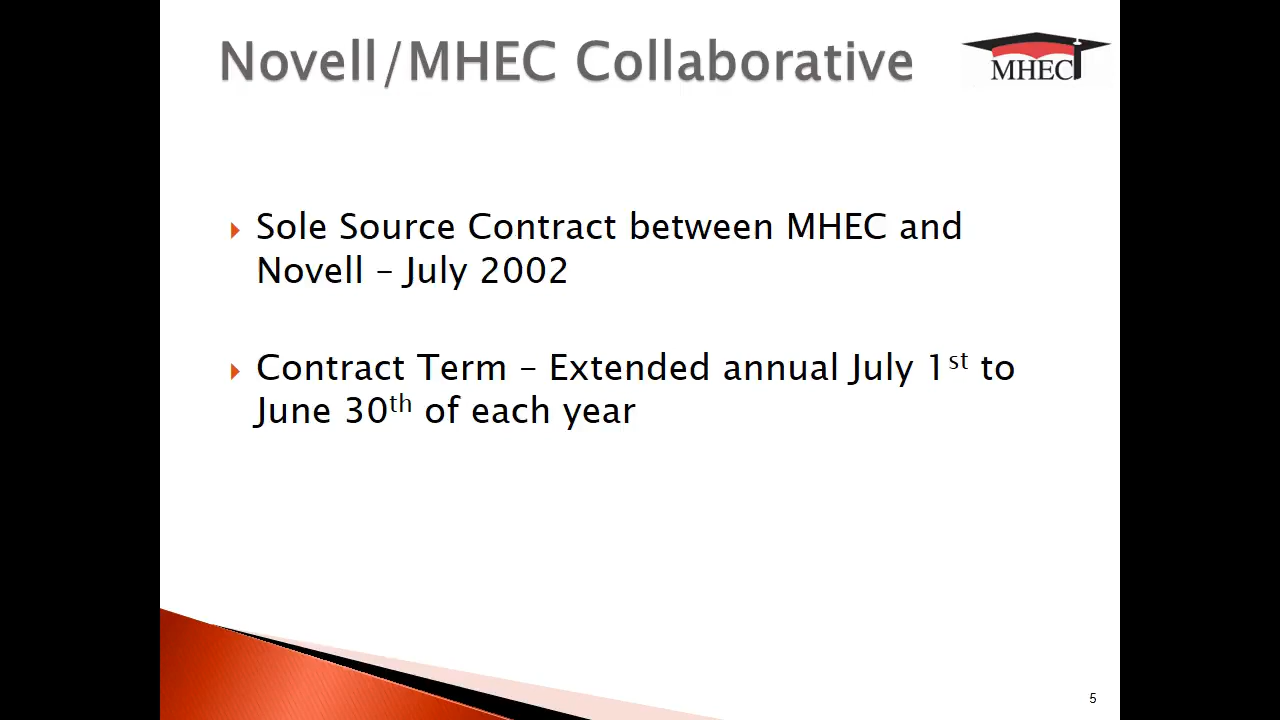 Novell/MHEC Collaborative
MHEC
Sole Source Contract between MHEC and
Novell – July 2002
Contract Term – Extended annual July 1st to
June 30th of each year
5